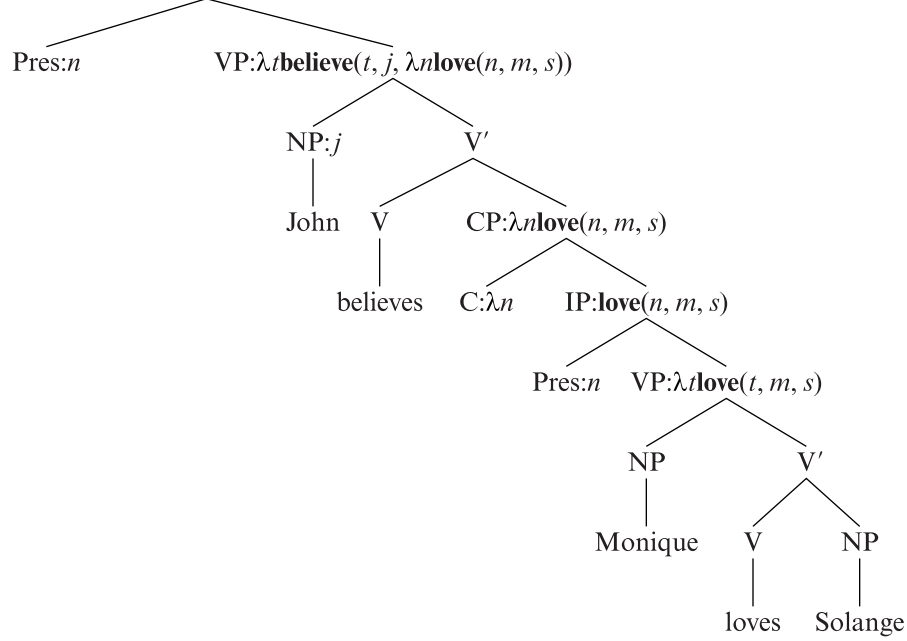 Pres:n VP:λtbelieve(t, j, λnlove(n, m, s))
NP:j V′
John V CP:λnlove(n, m, s)
believes C:λn IP:love(n, m, s)
Pres:n VP:λtlove(t, m, s)
NP V′
Monique V NP
loves Solange